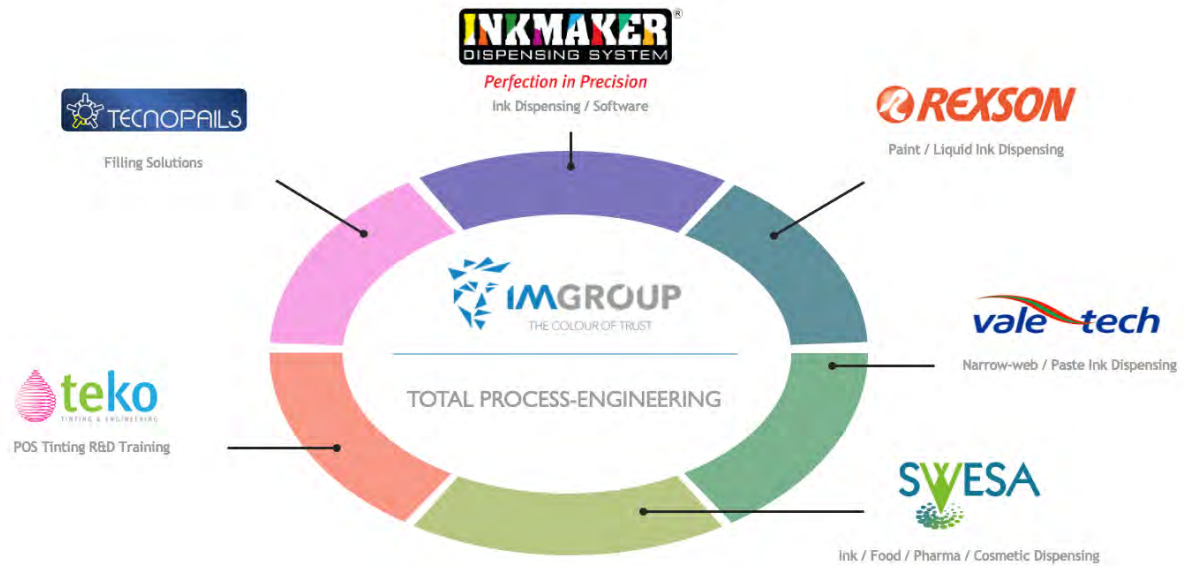 INKMAKER®
DISPENSING SYSTEM
Perfection in Precision
Ink Dispensing / Software
TECNOPAILS
Filling Solutions
REXSON
Paint / Liquid Ink Dispensing
IMGROUP
THE COLOUR OF TRUST
TOTAL PROCESS-ENGINEERING
vale tech
Narrow-web / Paste Ink Dispensing
teko
TINTING & ENGINEERING
POS Tinting R&D Training
SWESA
Ink / Food / Pharma / Cosmetic Dispensing